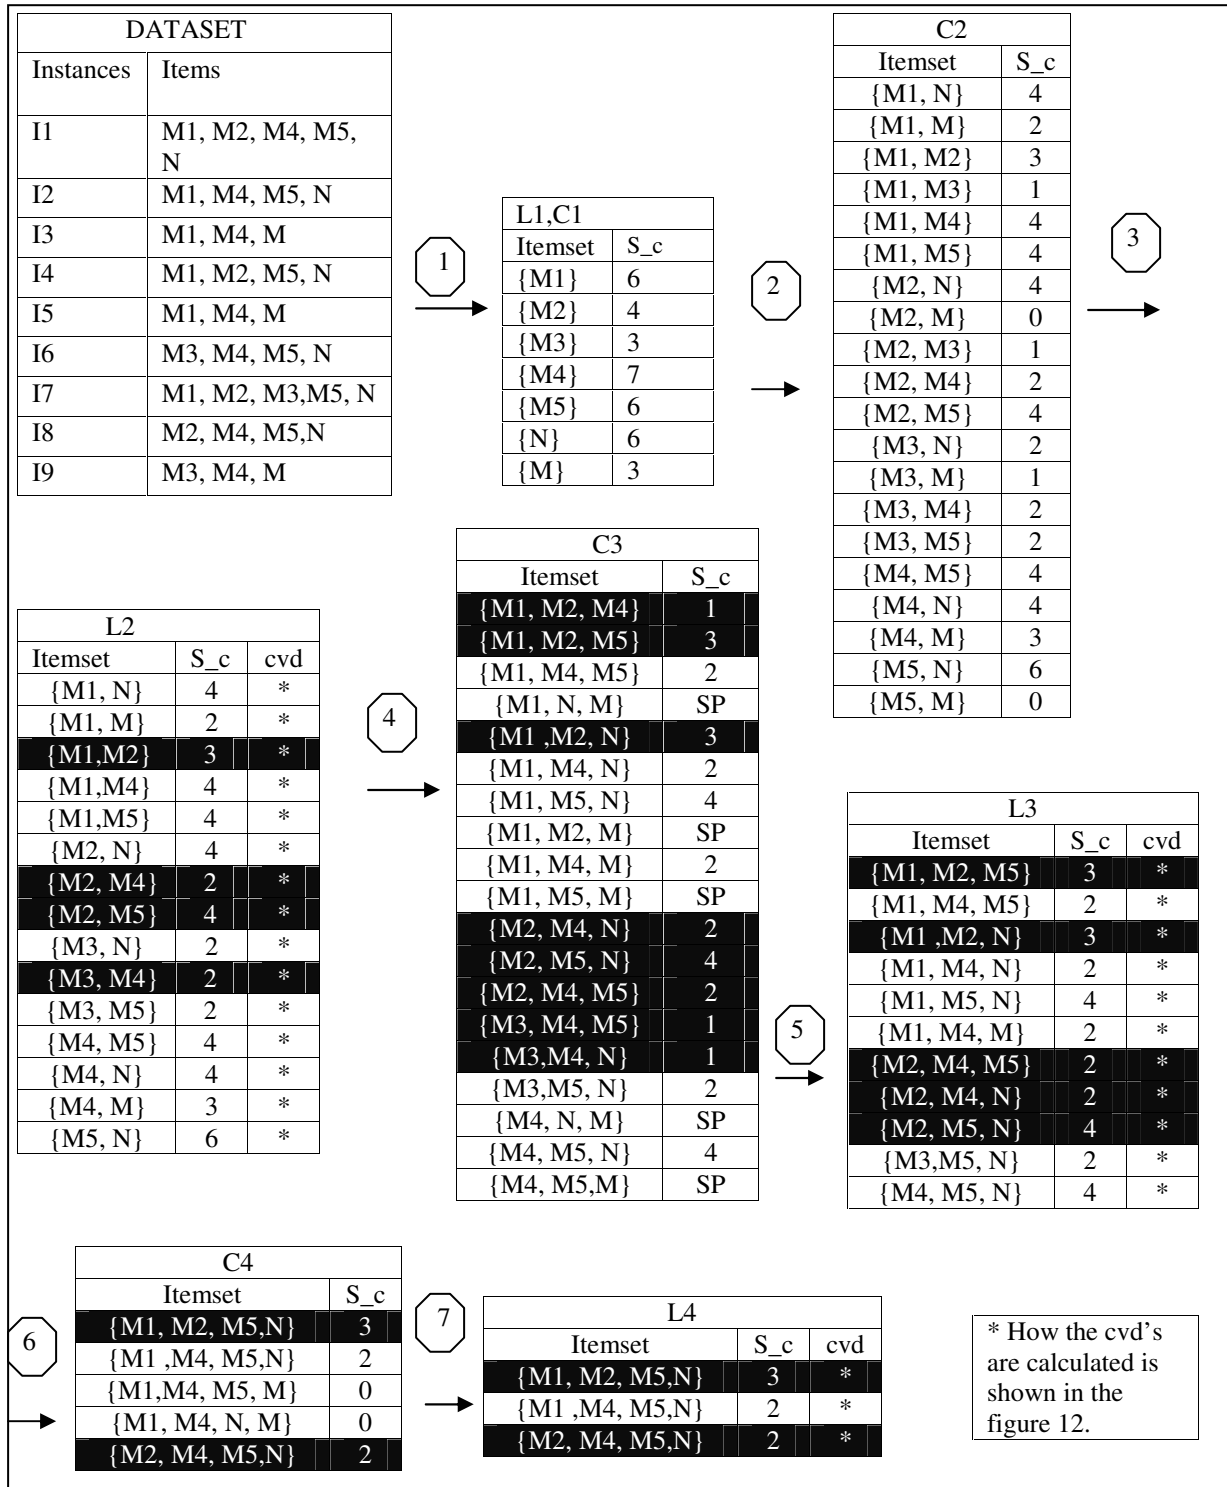 DATASET
Instances Items
I1 M1, M2, M4, M5,
N
I2 M1, M4, M5, N
I3 M1, M4, M
I4 M1, M2, M5, N
I5 M1, M4, M
I6 M3, M4, M5, N
I7 M1, M2, M3,M5, N
I8 M2, M4, M5,N
I9 M3, M4, M
1
L1,C1
Itemset S_c
{M1} 6
{M2} 4
{M3} 3
{M4} 7
{M5} 6
{N} 6
{M} 3
2
C2
Itemset S_c
{M1, N} 4
{M1, M} 2
{M1, M2} 3
{M1, M3} 1
{M1, M4} 4
{M1, M5} 4
{M2, N} 4
{M2, M} 0
{M2, M3} 1
{M2, M4} 2
{M2, M5} 4
{M3, N} 2
{M3, M} 1
{M3, M4} 2
{M3, M5} 2
{M4, M5} 4
{M4, N} 4
{M4, M} 3
{M5, N} 6
{M5, M} 0
3
L2
Itemset S_c cvd
{M1, N} 4 *
{M1, M} 2 *
{M1,M2} 3 *
{M1,M4} 4 *
{M1,M5} 4 *
{M2, N} 4 *
{M2, M4} 2 *
{M2, M5} 4 *
{M3, N} 2 *
{M3, M4} 2 *
{M3, M5} 2 *
{M4, M5} 4 *
{M4, N} 4 *
{M4, M} 3 *
{M5, N} 6 *
4
C3
Itemset S_c
{M1, M2, M4} 1
{M1, M2, M5} 3
{M1, M4, M5} 2
{M1, N, M} SP
{M1 ,M2, N} 3
{M1, M4, N} 2
{M1, M5, N} 4
{M1, M2, M} SP
{M1, M4, M} 2
{M1, M5, M} SP
{M2, M4, N} 2
{M2, M5, N} 4
{M2, M4, M5} 2
{M3, M4, M5} 1
{M3,M4, N} 1
{M3,M5, N} 2
{M4, N, M} SP
{M4, M5, N} 4
{M4, M5,M} SP
5
L3
Itemset S_c cvd
{M1, M2, M5} 3 *
{M1, M4, M5} 2 *
{M1 ,M2, N} 3 *
{M1, M4, N} 2 *
{M1, M5, N} 4 *
{M1, M4, M} 2 *
{M2, M4, M5} 2 *
{M2, M4, N} 2 *
{M2, M5, N} 4 *
{M3,M5, N} 2 *
{M4, M5, N} 4 *
6
C4
Itemset S_c
{M1, M2, M5,N} 3
{M1 ,M4, M5,N} 2
{M1,M4, M5, M} 0
{M1, M4, N, M} 0
{M2, M4, M5,N} 2
7
L4
Itemset S_c cvd
{M1, M2, M5,N} 3 *
{M1 ,M4, M5,N} 2 *
{M2, M4, M5,N} 2 *
* How the cvd's
are calculated is
shown in the
figure 12.